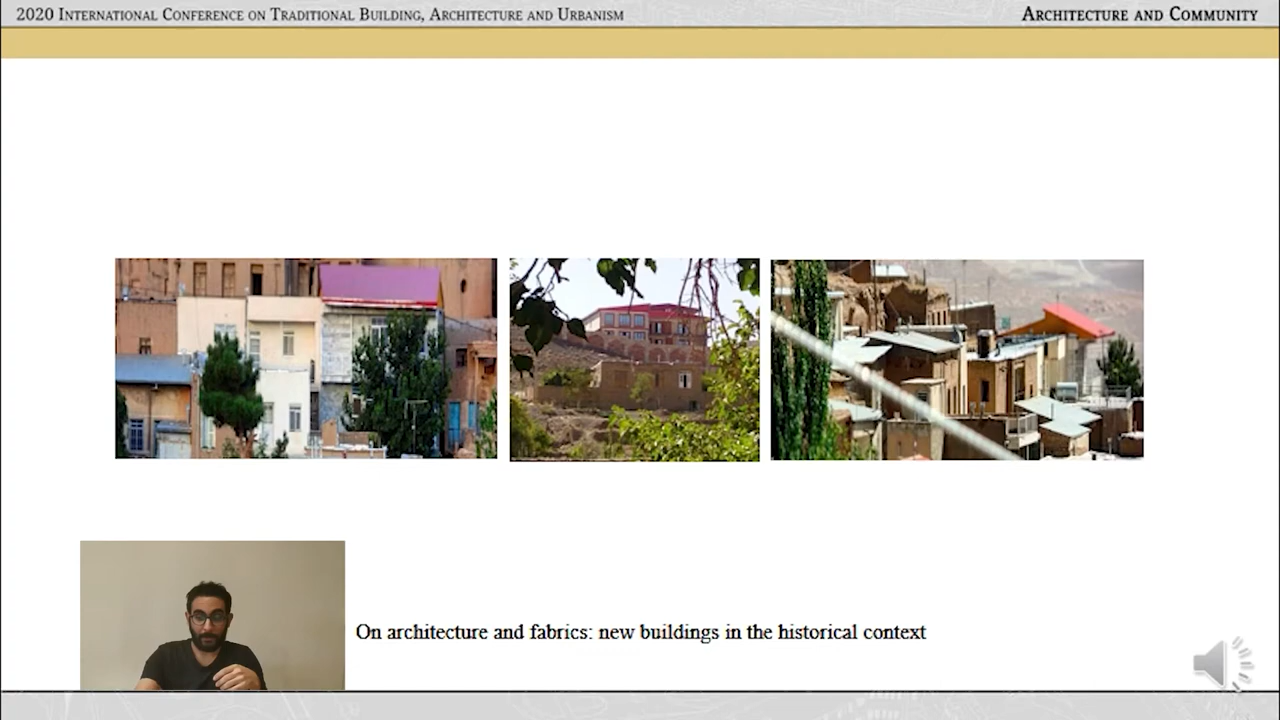 2020 International Conference on Traditional Building, Architecture and Urbanism
Architecture and Community
On architecture and fabrics: new buildings in the historical context